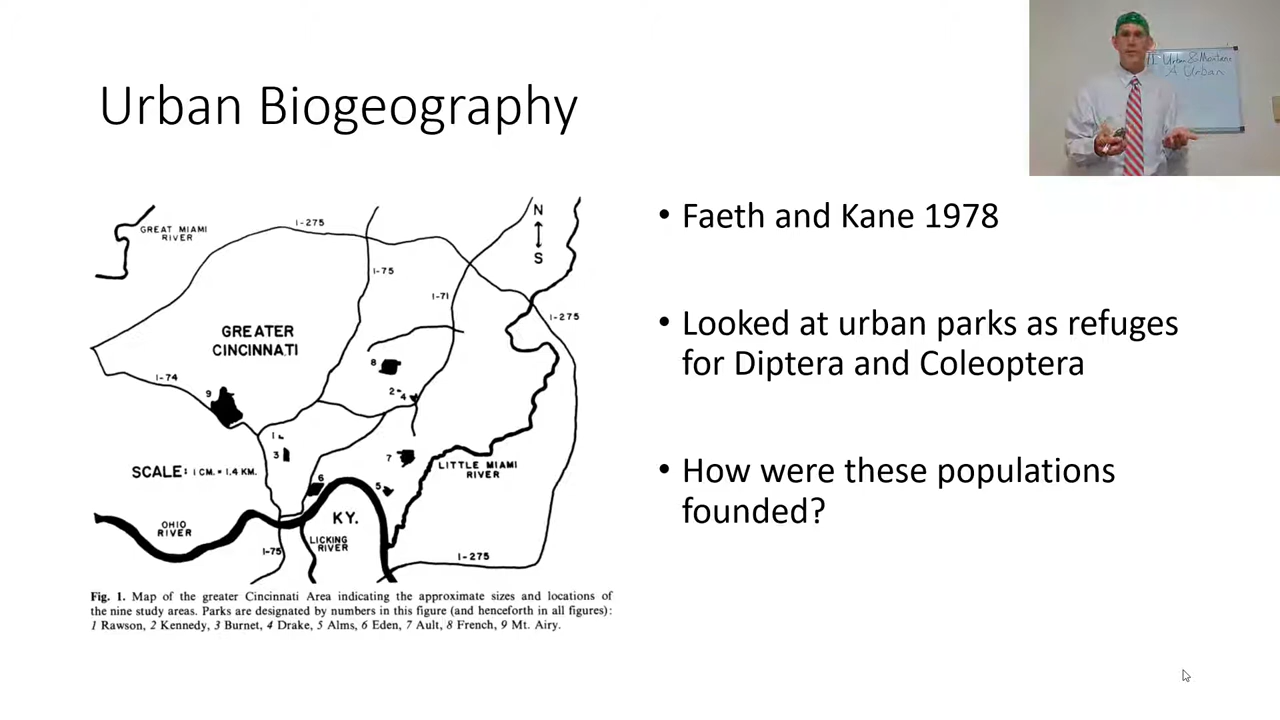 Urban Biogeography
II Urban & Montane
A Urban
GREAT MIAMI
RIVER
I-275
N
S
I-75
I-71
I-275
GREATER
CINCINNATI
8
I-74
2
4
9
1
3
7
SCALE: 1 CM. = 1.4 KM.
LITTLE MIAMI
RIVER
6
5
OHIO
RIVER
KY.
LICKING
RIVER
I-75
I-275
Fig. 1. Map of the greater Cincinnati Area indicating the approximate sizes and locations of
the nine study areas. Parks are designated by numbers in this figure (and henceforth in all figures):
1 Rawson, 2 Kennedy, 3 Burnet, 4 Drake, 5 Alms, 6 Eden, 7 Ault, 8 French, 9 Mt. Airy.
• Faeth and Kane 1978
• Looked at urban parks as refuges
for Diptera and Coleoptera
• How were these populations
founded?